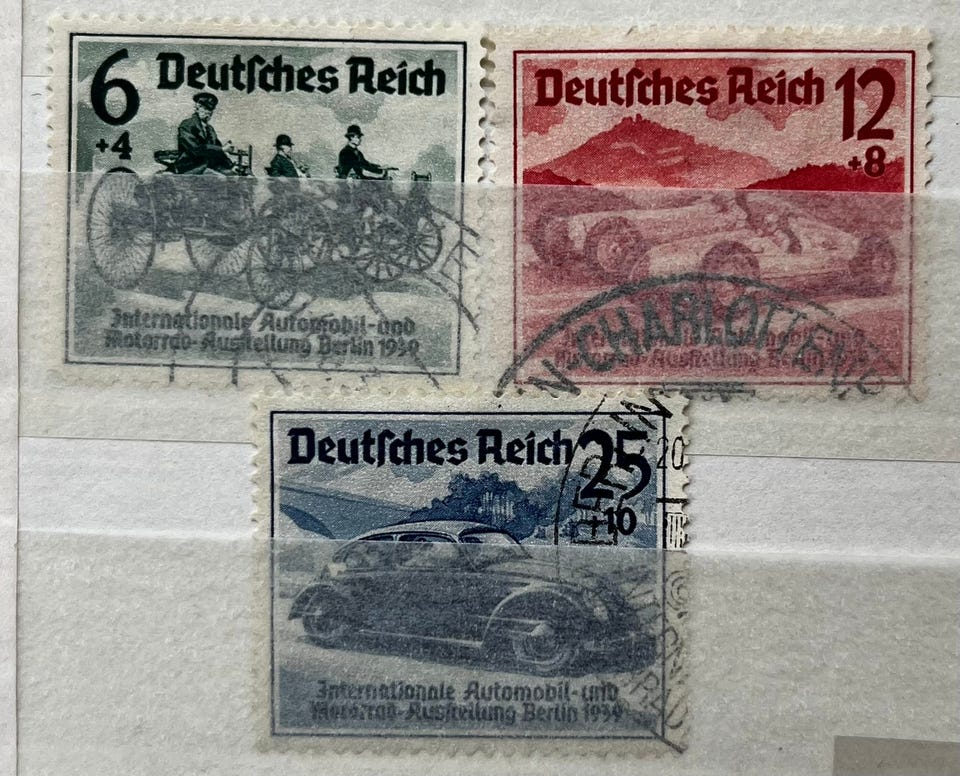 6 Deutſches Reich
+4
Internationale Automobil-und
Motorrad-Ausſtellung Berlin 1939
Deutſches Reich 12
+8
N-CHARLOTTENB
Deutſches Reich 25
+10
20
Internationale Automobil-und
Motorrad-Ausſtellung Berlin 1939